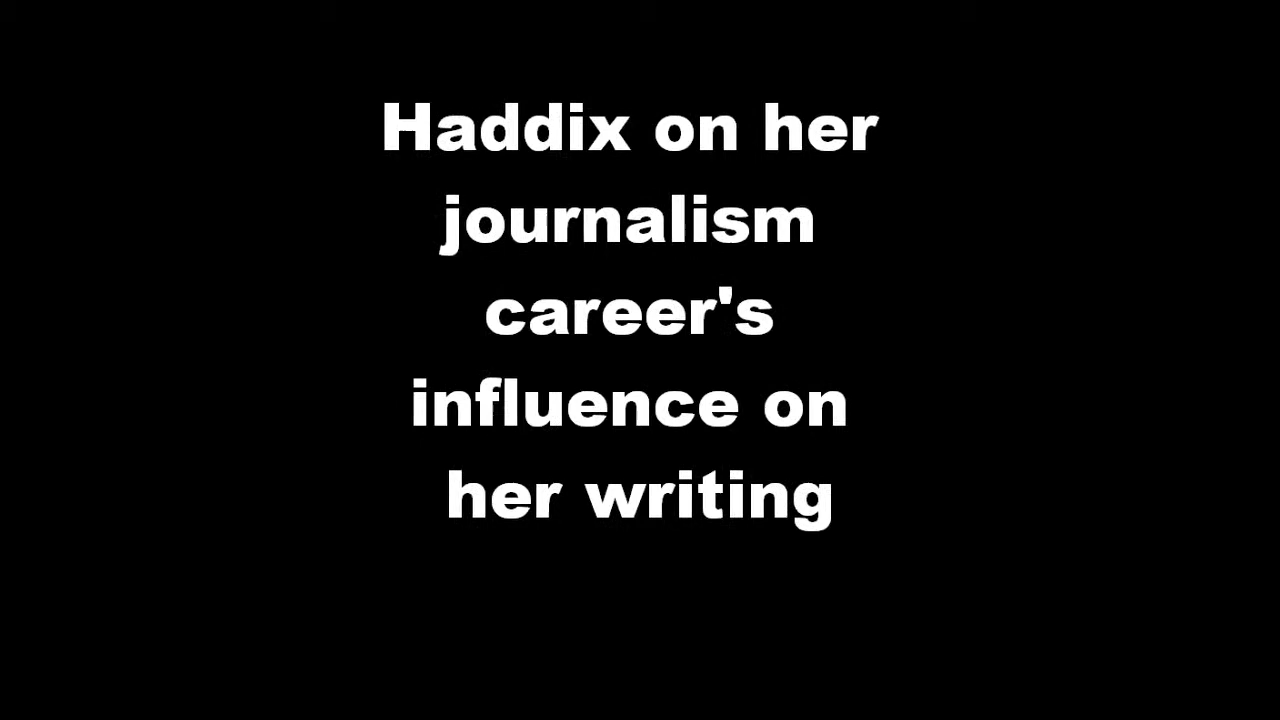 Haddix on her
journalism
career's
influence on
her writing